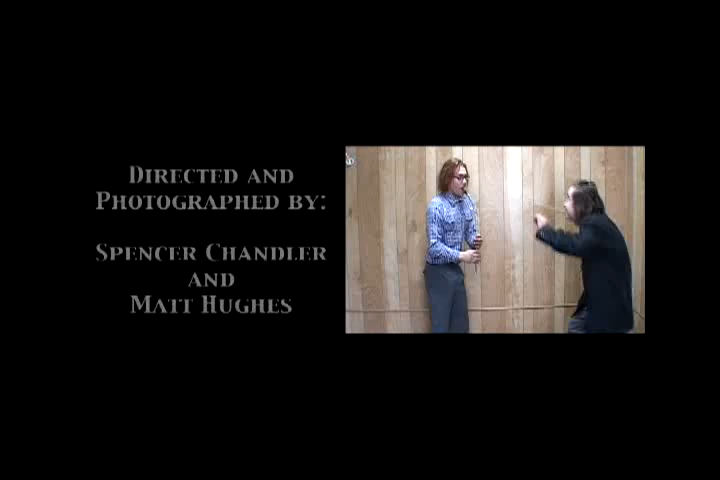 Directed and
Photographed by:
Spencer Chandler
and
Matt Hughes